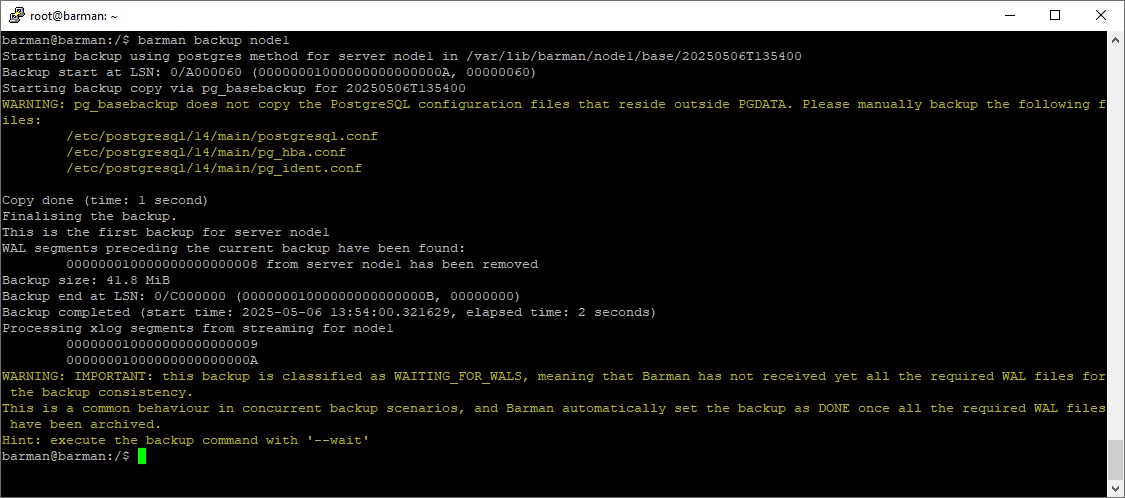 root@barman: ~
barman@barman:/$ barman backup node1
Starting backup using postgres method for server node1 in /var/lib/barman/node1/base/20250506T135400
Backup start at LSN: 0/A000060 (00000001000000000000000A, 00000060)
Starting backup copy via pg_basebackup for 20250506T135400
WARNING: pg_basebackup does not copy the PostgreSQL configuration files that reside outside PGDATA. Please manually backup the following f
iles:
/etc/postgresql/14/main/postgresql.conf
/etc/postgresql/14/main/pg_hba.conf
/etc/postgresql/14/main/pg_ident.conf
Copy done (time: 1 second)
Finalising the backup.
This is the first backup for server node1
WAL segments preceding the current backup have been found:
000000010000000000000008 from server node1 has been removed
Backup size: 41.8 MiB
Backup end at LSN: 0/C000000 (00000001000000000000000B, 00000000)
Backup completed (start time: 2025-05-06 13:54:00.321629, elapsed time: 2 seconds)
Processing xlog segments from streaming for node1
000000010000000000000009
00000001000000000000000A
WARNING: IMPORTANT: this backup is classified as WAITING_FOR_WALS, meaning that Barman has not received yet all the required WAL files for
the backup consistency.
This is a common behaviour in concurrent backup scenarios, and Barman automatically set the backup as DONE once all the required WAL files
have been archived.
Hint: execute the backup command with '--wait'
barman@barman:/$